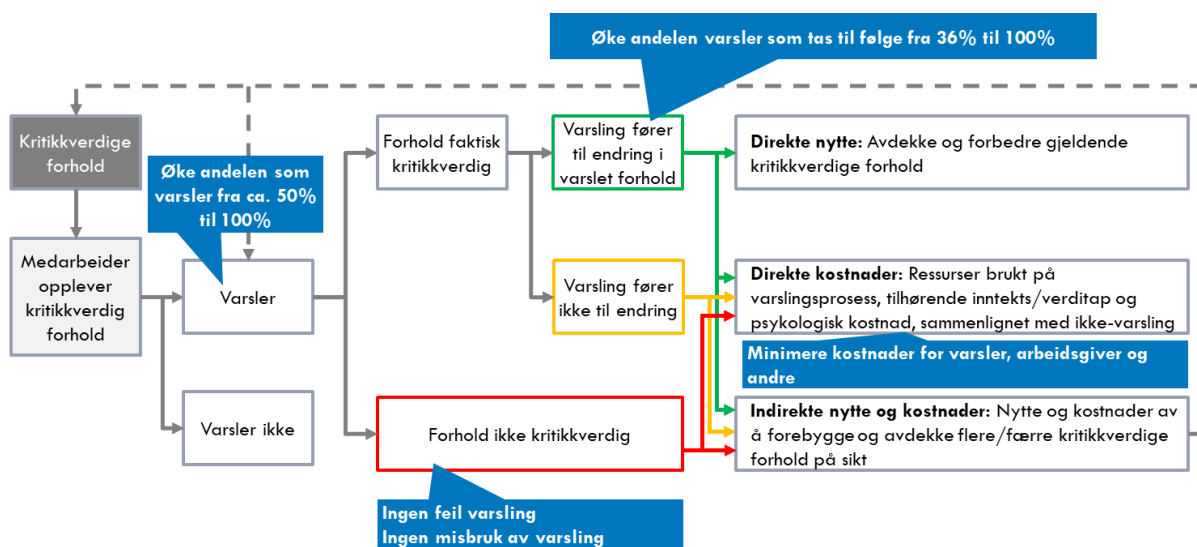 Øke andelen varsler som tas til følge fra 36% til 100%
Kritikkverdige
forhold
Øke andelen som
varsler fra ca. 50%
til 100%
Forhold faktisk
kritikkverdig
Varsling fører
til endring i
varslet forhold
Direkte nytte: Avdekke og forbedre gjeldende
kritikkverdige forhold
Medarbeider
opplever
kritikkverdig
forhold
Varsler
Varsling fører
ikke til endring
Direkte kostnader: Ressurser brukt på
varslingsprosess, tilhørende inntekts/verditap og
psykologisk kostnad, sammenlignet med ikke-varsling
Minimere kostnader for varsler, arbeidsgiver og
andre
Varsler ikke
Forhold ikke kritikkverdig
Indirekte nytte og kostnader: Nytte og kostnader av
å forebygge og avdekke flere/færre kritikkverdige
forhold på sikt
Ingen feil varsling
Ingen misbruk av varsling